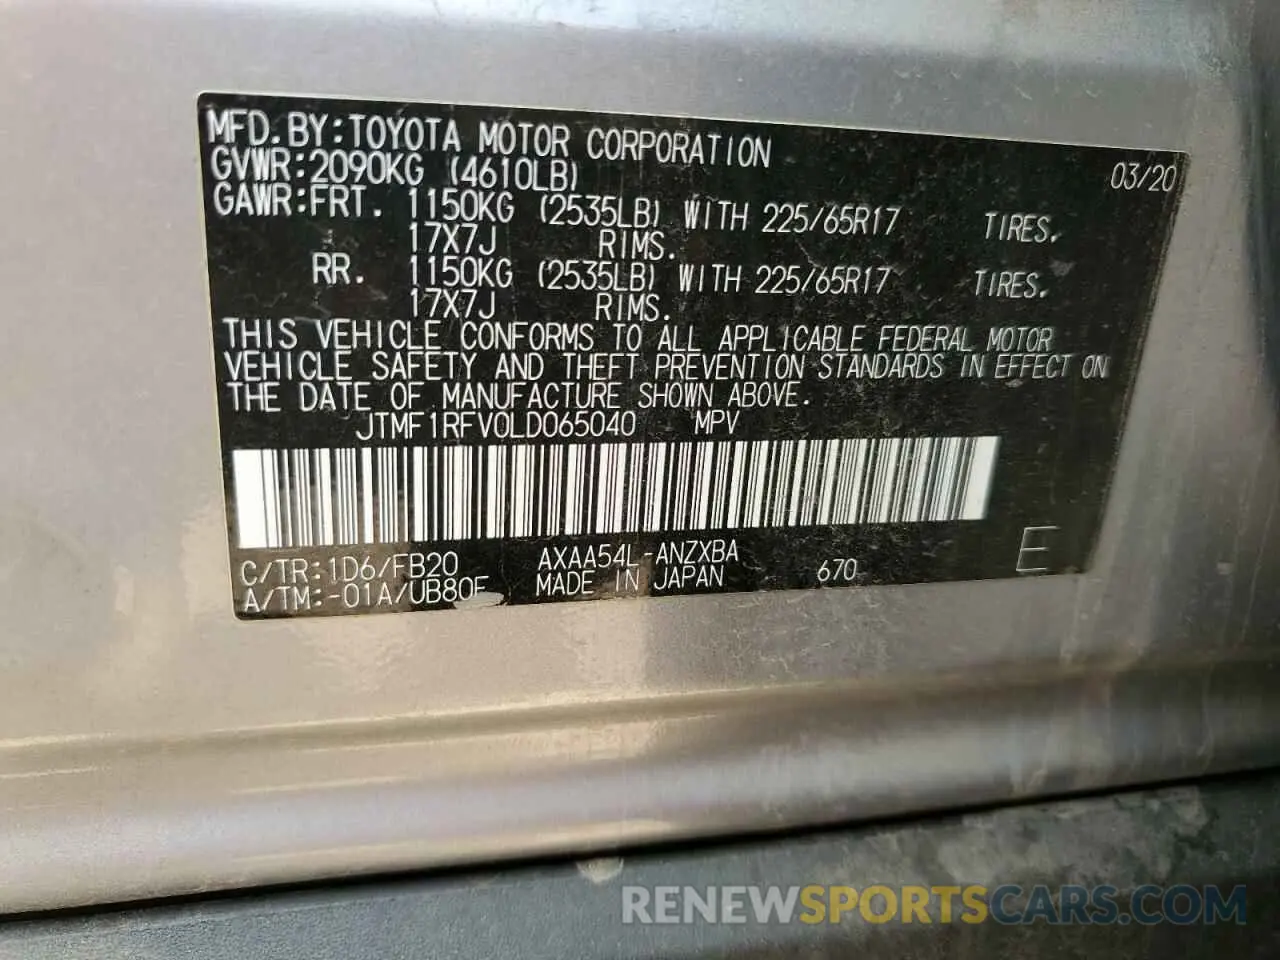 MFD.BY:TOYOTA MOTOR CORPORATION 03/20
GVWR:2090KG (4610LB)
GAWR:FRT. 1150KG (2535LB) WITH 225/65R17 TIRES.
17X7J RIMS.
RR. 1150KG (2535LB) WITH 225/65R17 TIRES.
17X7J RIMS.
THIS VEHICLE CONFORMS TO ALL APPLICABLE FEDERAL MOTOR
VEHICLE SAFETY AND THEFT PREVENTION STANDARDS IN EFFECT ON
THE DATE OF MANUFACTURE SHOWN ABOVE.
JTMF1RFV0LD065040 MPV
C/TR:1D6/FB20 AXAA54L-ANZXBA
A/TM:-01A/UB80F MADE IN JAPAN 670 E
RENEWSPORTSCARS.COM